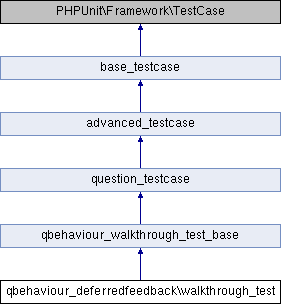 PHPUnit\Framework\TestCase
base_testcase
advanced_testcase
question_testcase
qbehaviour_walkthrough_test_base
qbehaviour_deferredfeedback\walkthrough_test